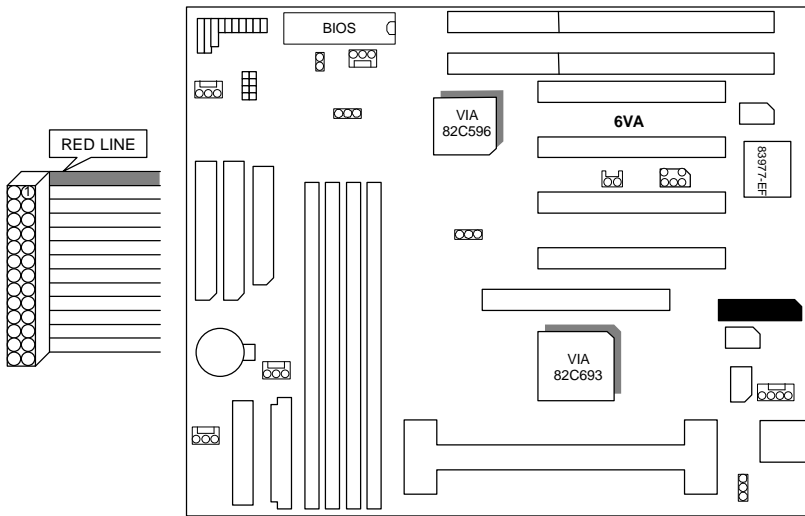 BIOS
VIA
82C596
6VA
83977-EF
RED LINE
1
VIA
82C693